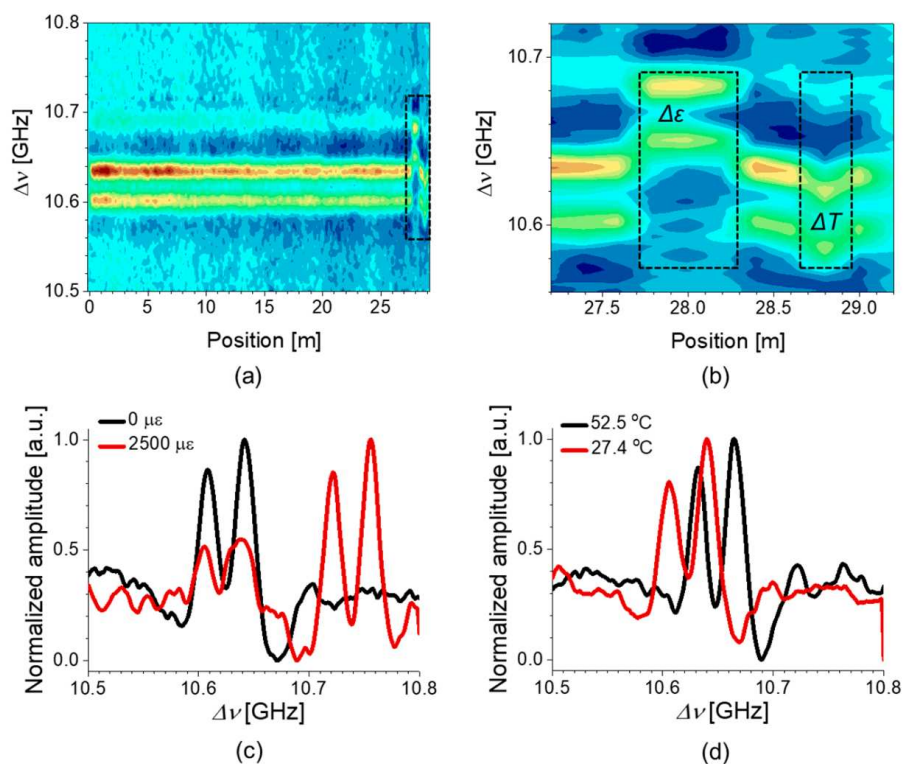 10.8
10.7
10.6
10.5
Δν [GHz]
0 5 10 15 20 25
Position [m]
(a)
10.7
10.6
Δν [GHz]
Δε
ΔT
27.5 28.0 28.5 29.0
Position [m]
(b)
0 με
2500 με
1.0
0.5
0.0
Normalized amplitude [a.u.]
10.5 10.6 10.7 10.8
Δν [GHz]
(c)
52.5 °C
27.4 °C
1.0
0.5
0.0
Normalized amplitude [a.u.]
10.5 10.6 10.7 10.8
Δν [GHz]
(d)